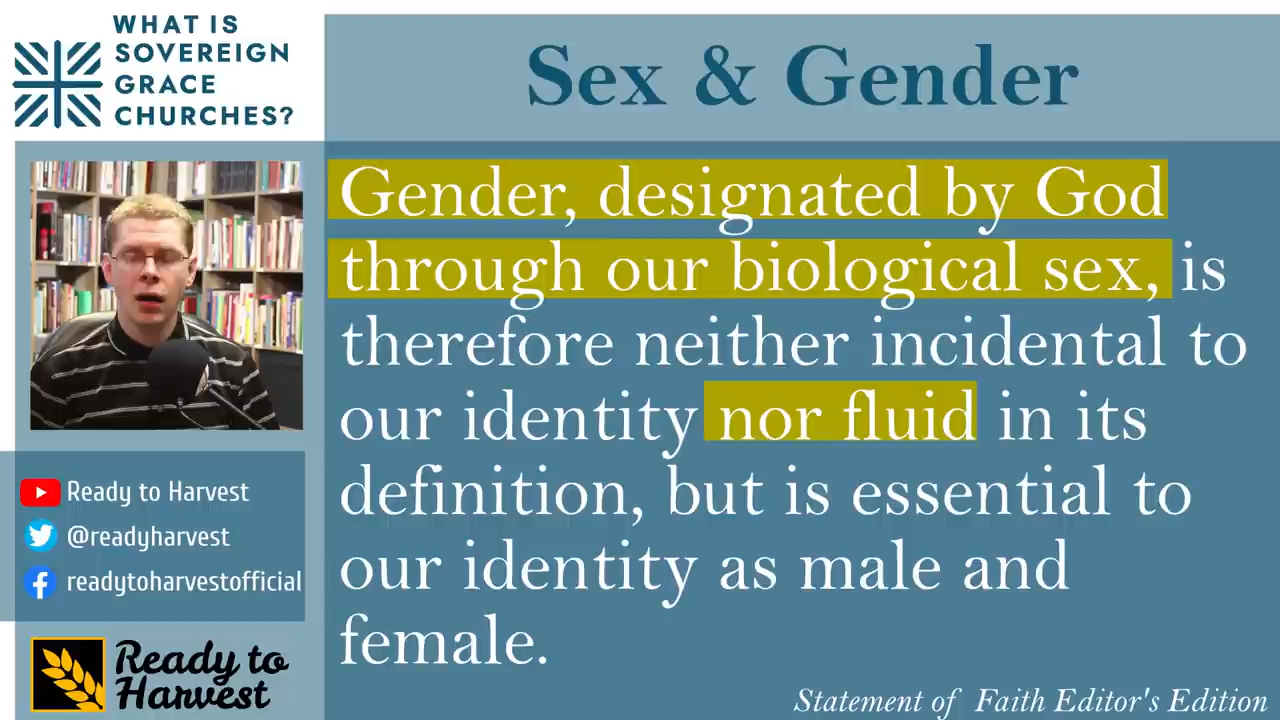 WHAT IS
SOVEREIGN
GRACE
CHURCHES?
Sex & Gender
Gender, designated by God
through our biological sex, is
therefore neither incidental to
our identity nor fluid in its
definition, but is essential to
our identity as male and
female.
Statement of Faith Editor's Edition
Ready to Harvest
@readyharvest
readytoharvestofficial
Ready to
Harvest